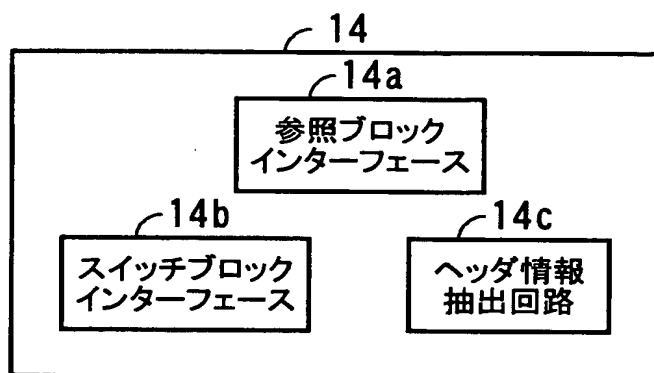 14
14a
参照ブロック
インターフェース
14b
スイッチブロック
インターフェース
14c
ヘッダ情報
抽出回路